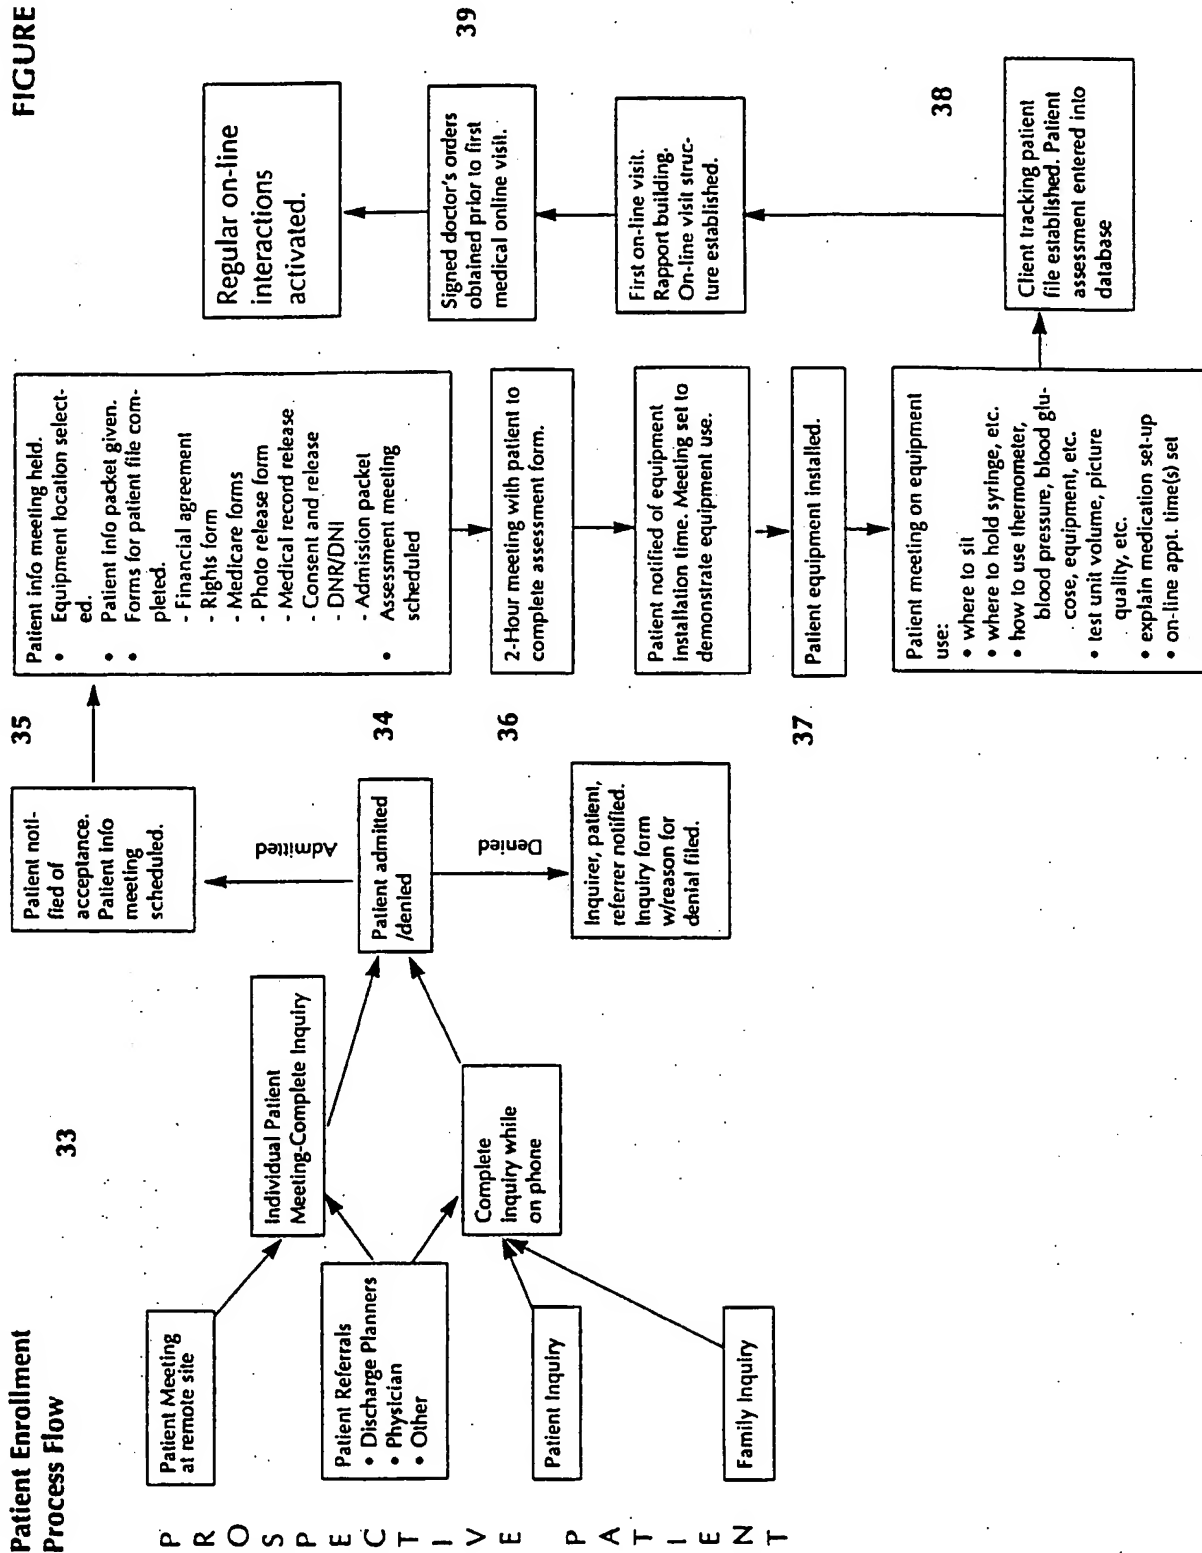 Patient Enrollment
Process Flow
FIGURE
PROSPECTIVE PATIENT
33
Patient Meeting
at remote site
Patient Referrals
• Discharge Planners
• Physician
• Other
Patient Inquiry
Family Inquiry
Individual Patient
Meeting-Complete Inquiry
Complete
inquiry while
on phone
34
Patient admitted
/denied
Admitted
Denied
35
Patient noti-
fied of
acceptance.
Patient info
meeting
scheduled.
Inquirer, patient,
referrer notified.
Inquiry form
w/reason for
denial filed.
Patient info meeting held.
• Equipment location select-
ed.
• Patient info packet given.
• Forms for patient file com-
pleted.
- Financial agreement
- Rights form
- Medicare forms
- Photo release form
- Medical record release
- Consent and release
- DNR/DNI
- Admission packet
• Assessment meeting
scheduled
36
2-Hour meeting with patient to
complete assessment form.
Patient notified of equipment
installation time. Meeting set to
demonstrate equipment use.
37
Patient equipment installed.
Patient meeting on equipment
use:
• where to sit
• where to hold syringe, etc.
• how to use thermometer,
blood pressure, blood glu-
cose, equipment, etc.
• test unit volume, picture
quality, etc.
• explain medication set-up
• on-line appt. time(s) set
38
Client tracking patient
file established. Patient
assessment entered into
database
First on-line visit.
Rapport building.
On-line visit struc-
ture established.
39
Signed doctor's orders
obtained prior to first
medical online visit.
Regular on-line
interactions
activated.